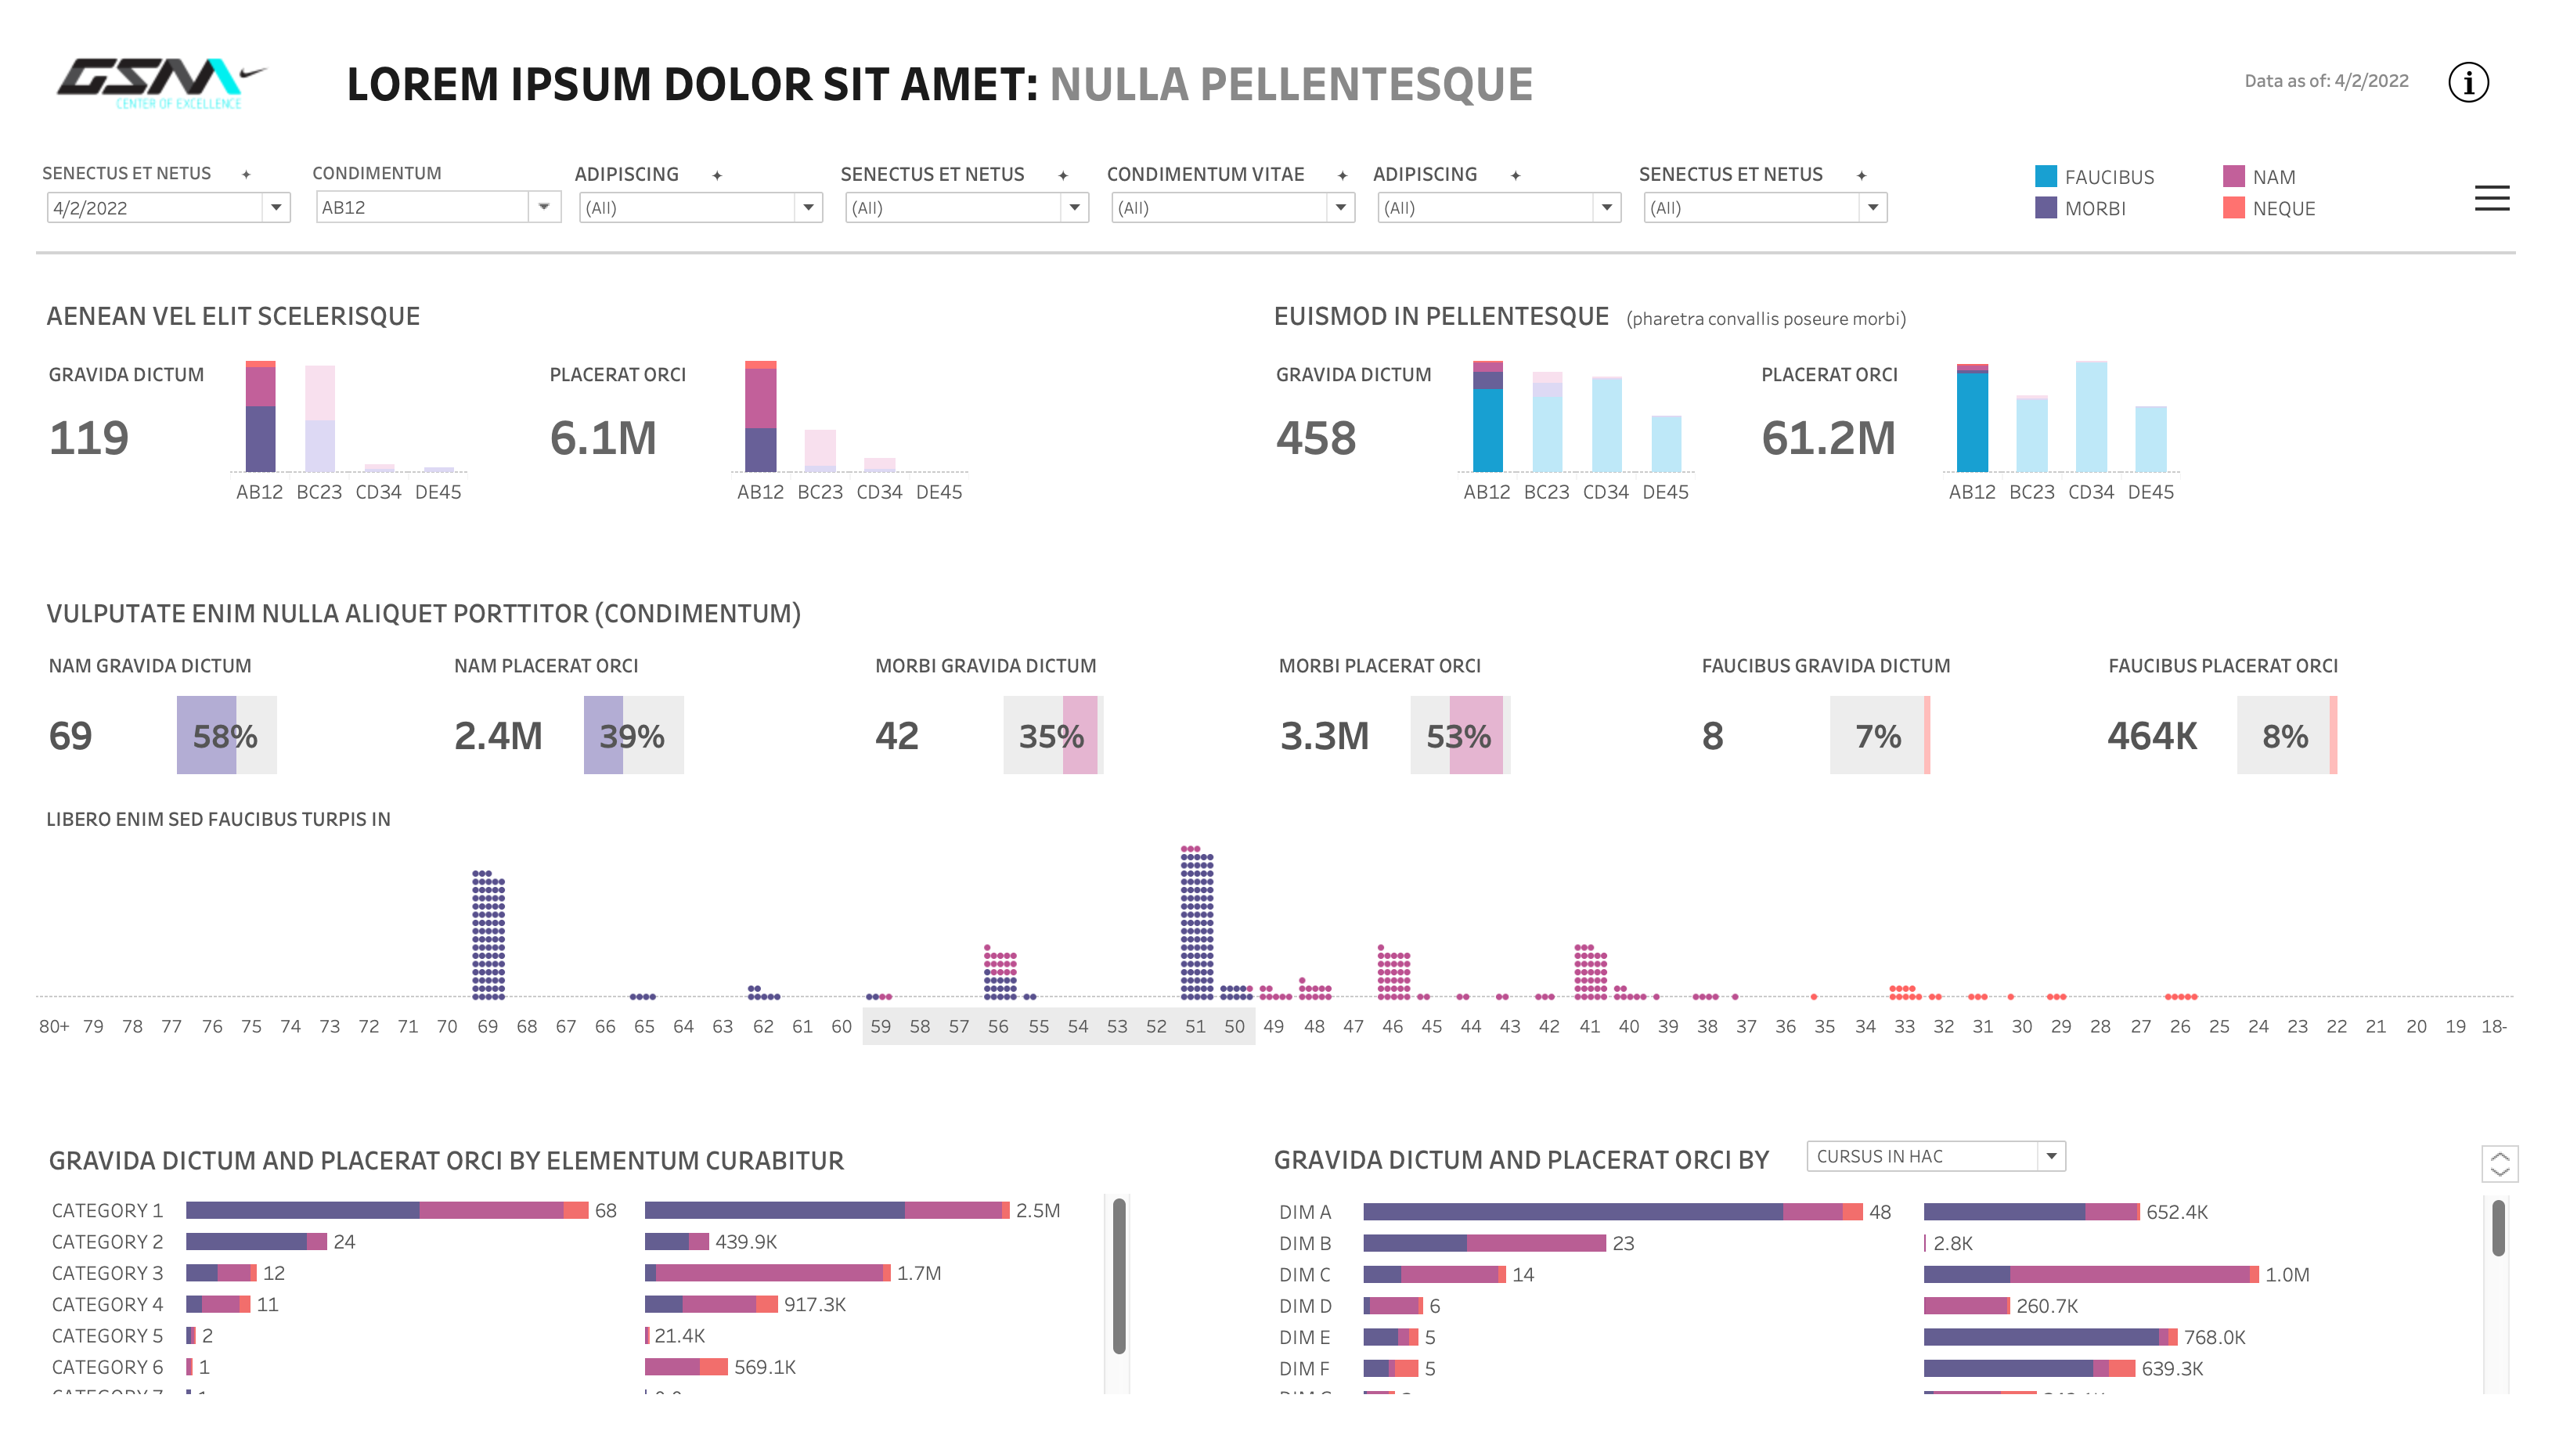 GSM
CENTER OF EXCELLENCE
LOREM IPSUM DOLOR SIT AMET: NULLA PELLENTESQUE
Data as of: 4/2/2022
i
SENECTUS ET NETUS
CONDIMENTUM
ADIPISCING
SENECTUS ET NETUS
CONDIMENTUM VITAE
ADIPISCING
SENECTUS ET NETUS
4/2/2022
AB12
(All)
(All)
(All)
(All)
(All)
FAUCIBUS
NAM
MORBI
NEQUE
AENEAN VEL ELIT SCELERISQUE
GRAVIDA DICTUM
119
AB12 BC23 CD34 DE45
PLACERAT ORCI
6.1M
AB12 BC23 CD34 DE45
EUISMOD IN PELLENTESQUE (pharetra convallis poseure morbi)
GRAVIDA DICTUM
458
AB12 BC23 CD34 DE45
PLACERAT ORCI
61.2M
AB12 BC23 CD34 DE45
VULPUTATE ENIM NULLA ALIQUET PORTTITOR (CONDIMENTUM)
NAM GRAVIDA DICTUM
69
58%
NAM PLACERAT ORCI
2.4M
39%
MORBI GRAVIDA DICTUM
42
35%
MORBI PLACERAT ORCI
3.3M
53%
FAUCIBUS GRAVIDA DICTUM
8
7%
FAUCIBUS PLACERAT ORCI
464K
8%
LIBERO ENIM SED FAUCIBUS TURPIS IN
80+ 79 78 77 76 75 74 73 72 71 70 69 68 67 66 65 64 63 62 61 60 59 58 57 56 55 54 53 52 51 50 49 48 47 46 45 44 43 42 41 40 39 38 37 36 35 34 33 32 31 30 29 28 27 26 25 24 23 22 21 20 19 18-
GRAVIDA DICTUM AND PLACERAT ORCI BY ELEMENTUM CURABITUR
CATEGORY 1 68 2.5M
CATEGORY 2 24 439.9K
CATEGORY 3 12 1.7M
CATEGORY 4 11 917.3K
CATEGORY 5 2 21.4K
CATEGORY 6 1 569.1K
GRAVIDA DICTUM AND PLACERAT ORCI BY
CURSUS IN HAC
DIM A 48 652.4K
DIM B 23 2.8K
DIM C 14 1.0M
DIM D 6 260.7K
DIM E 5 768.0K
DIM F 5 639.3K